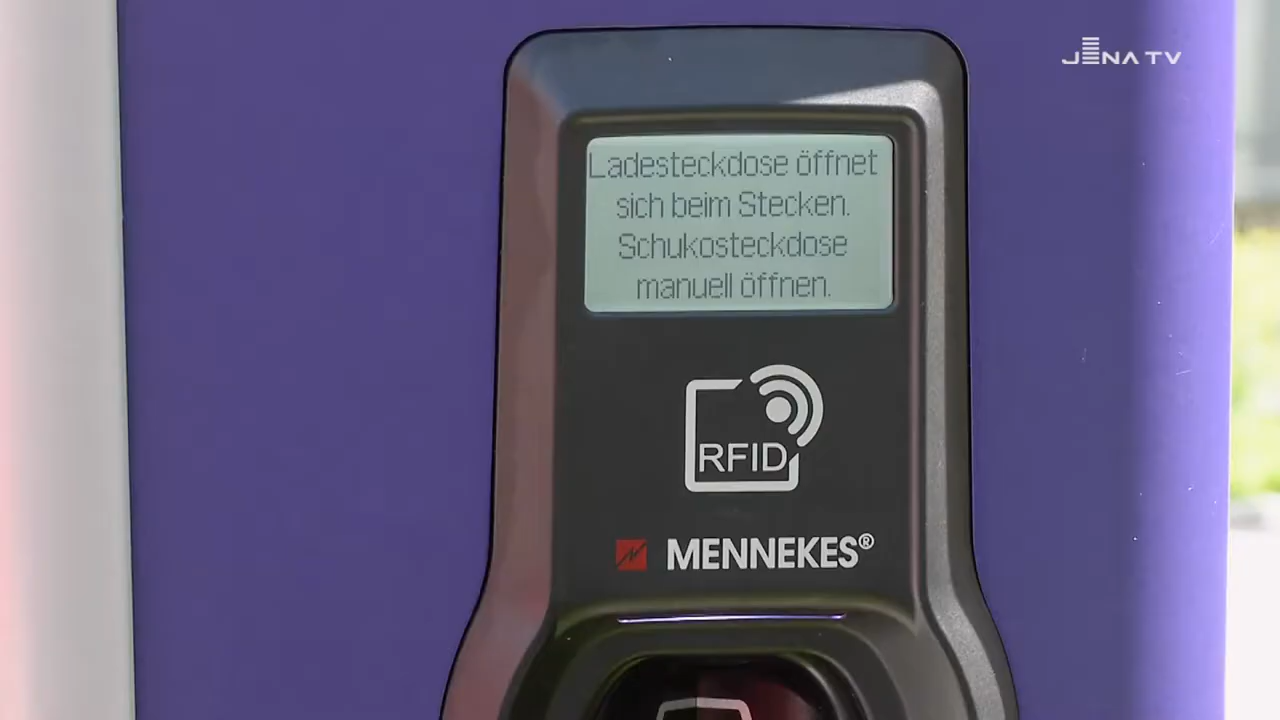 JENA TV
Ladesteckdose öffnet
sich beim Stecken.
Schukosteckdose
manuell öffnen.
RFID
MENNEKES®